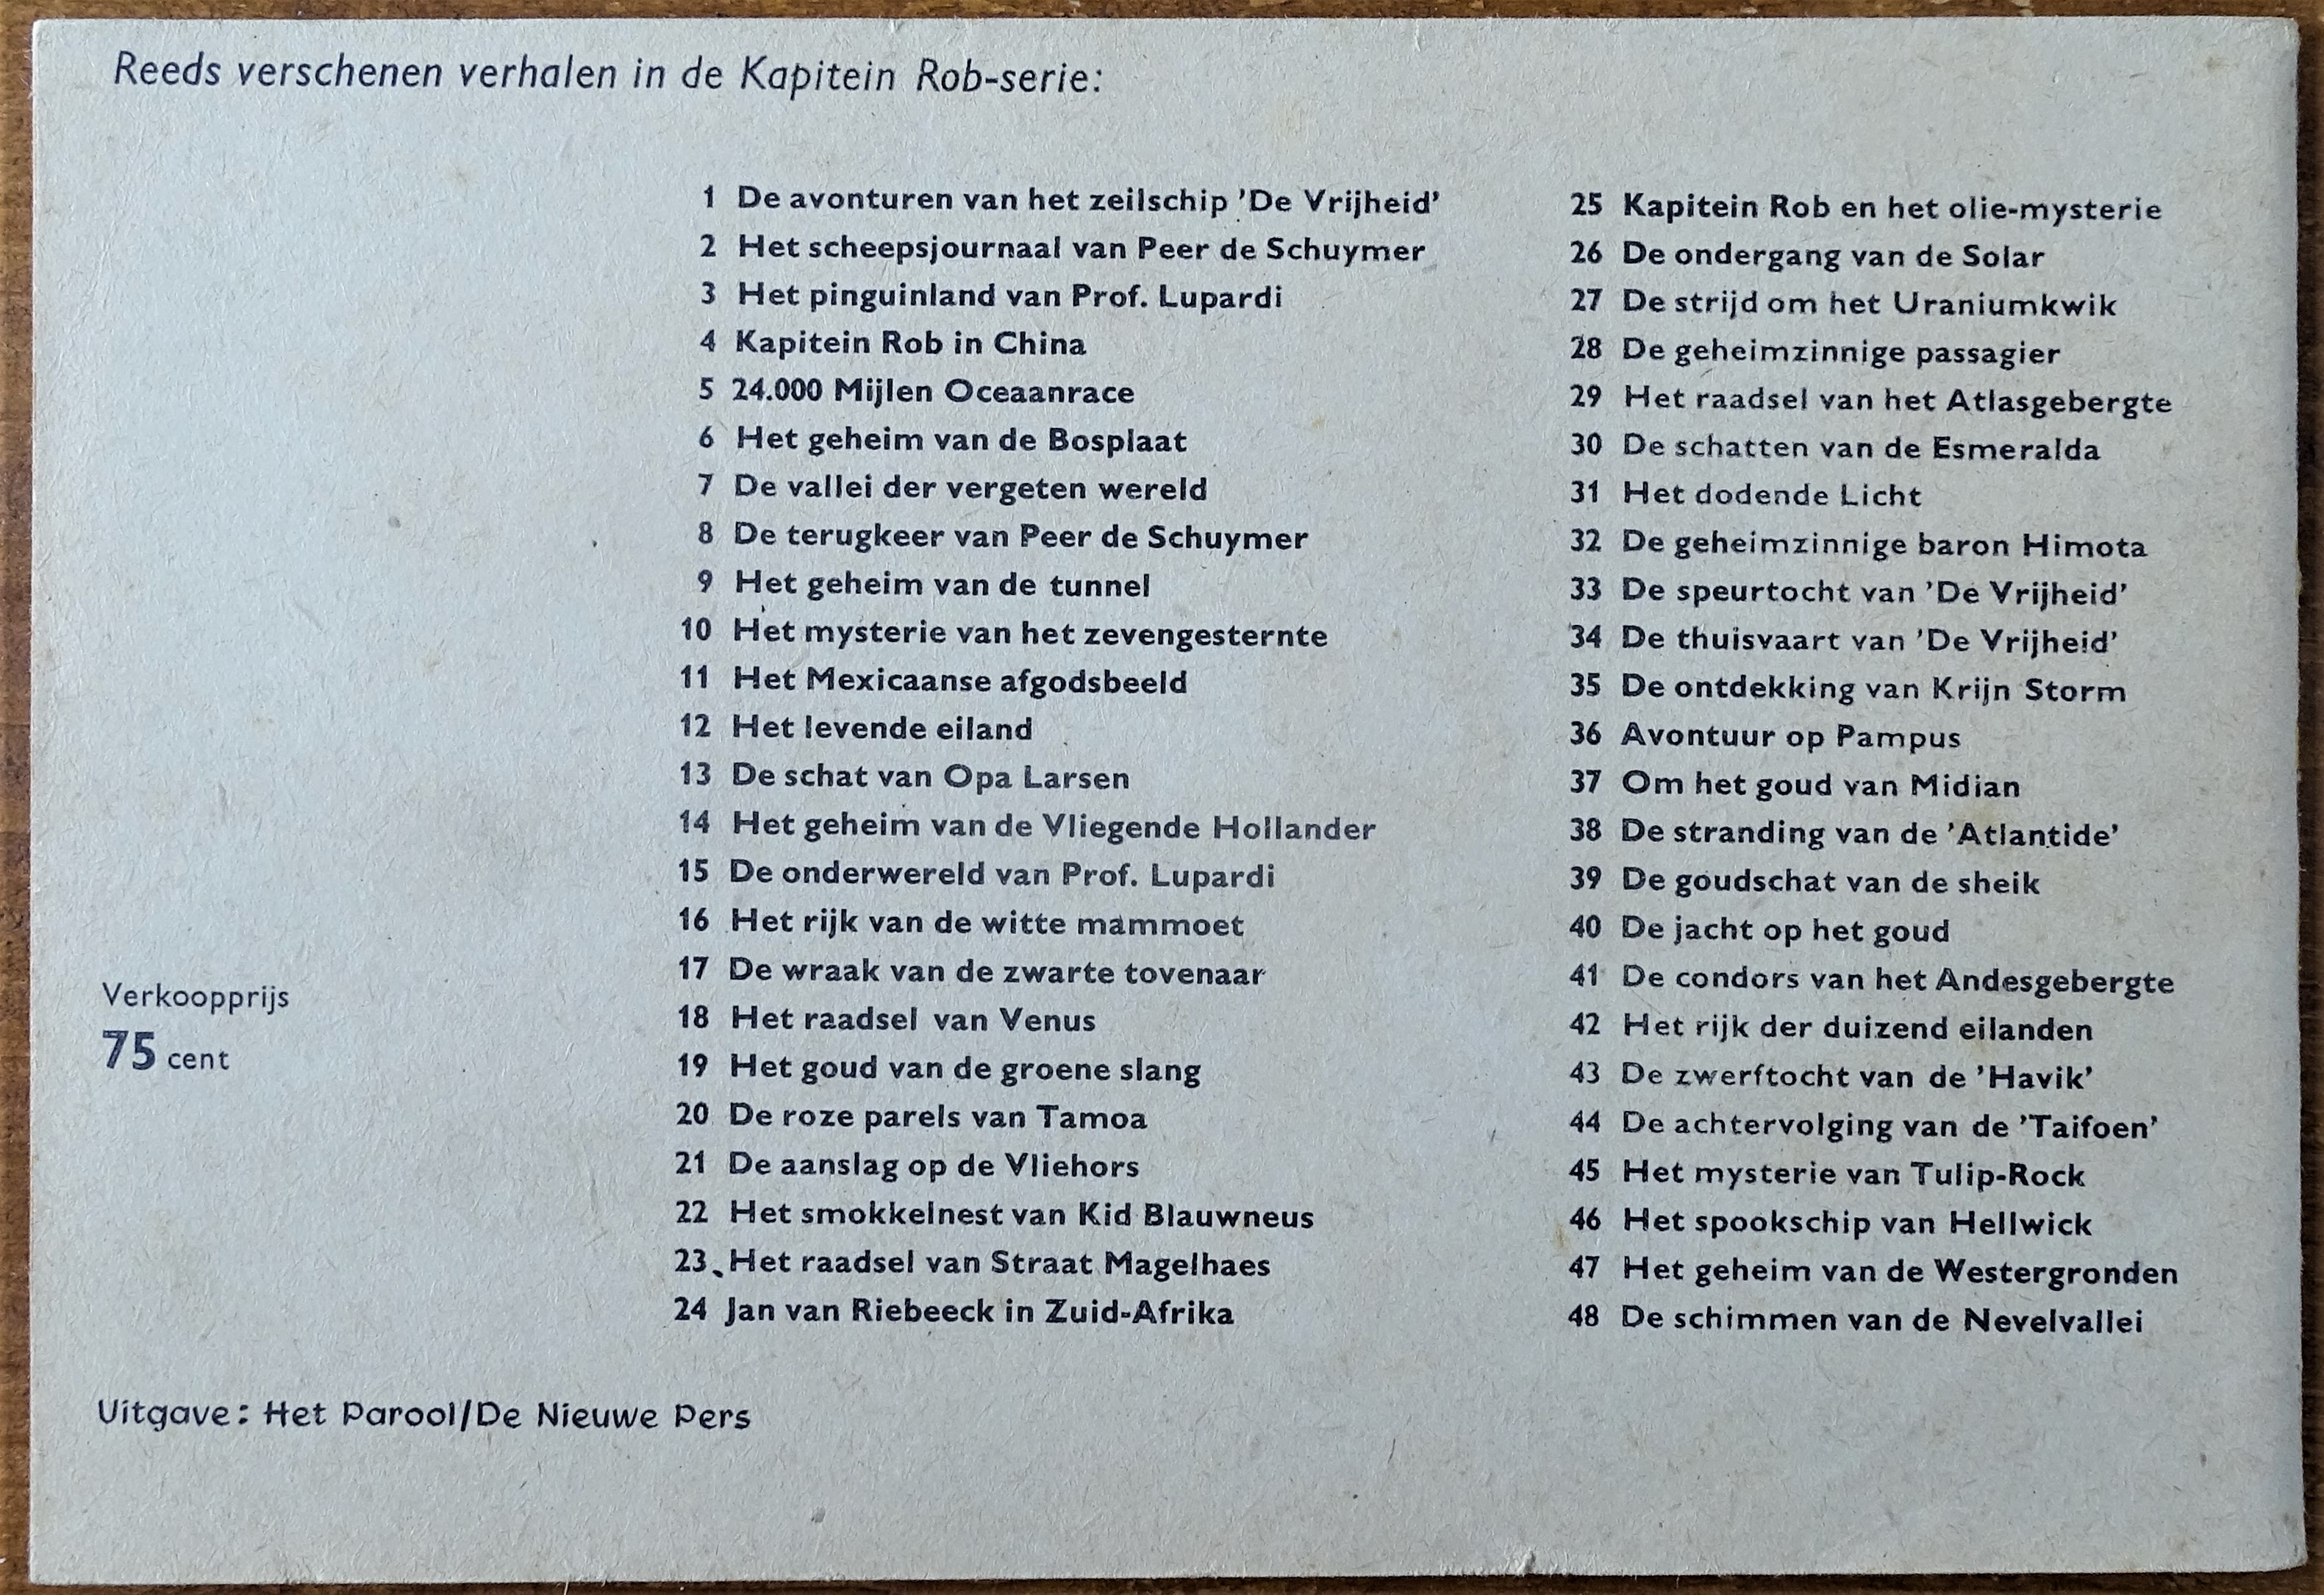 Reeds verschenen verhalen in de Kapitein Rob-serie:
1 De avonturen van het zeilschip 'De Vrijheid'
2 Het scheepsjournaal van Peer de Schuymer
3 Het pinguinland van Prof. Lupardi
4 Kapitein Rob in China
5 24.000 Mijlen Oceaanrace
6 Het geheim van de Bosplaat
7 De vallei der vergeten wereld
8 De terugkeer van Peer de Schuymer
9 Het geheim van de tunnel
10 Het mysterie van het zevengesternte
11 Het Mexicaanse afgodsbeeld
12 Het levende eiland
13 De schat van Opa Larsen
14 Het geheim van de Vliegende Hollander
15 De onderwereld van Prof. Lupardi
16 Het rijk van de witte mammoet
17 De wraak van de zwarte tovenaar
18 Het raadsel van Venus
19 Het goud van de groene slang
20 De roze parels van Tamoa
21 De aanslag op de Vliehors
22 Het smokkelnest van Kid Blauwneus
23 Het raadsel van Straat Magelhaes
24 Jan van Riebeeck in Zuid-Afrika
25 Kapitein Rob en het olie-mysterie
26 De ondergang van de Solar
27 De strijd om het Uraniumkwik
28 De geheimzinnige passagier
29 Het raadsel van het Atlasgebergte
30 De schatten van de Esmeralda
31 Het dodende Licht
32 De geheimzinnige baron Himota
33 De speurtocht van 'De Vrijheid'
34 De thuisvaart van 'De Vrijheid'
35 De ontdekking van Krijn Storm
36 Avontuur op Pampus
37 Om het goud van Midian
38 De stranding van de 'Atlantide'
39 De goudschat van de sheik
40 De jacht op het goud
41 De condors van het Andesgebergte
42 Het rijk der duizend eilanden
43 De zwerftocht van de 'Havik'
44 De achtervolging van de 'Taifoen'
45 Het mysterie van Tulip-Rock
46 Het spookschip van Hellwick
47 Het geheim van de Westergronden
48 De schimmen van de Nevelvallei
Verkoopprijs
75 cent
Uitgave: Het Parool/De Nieuwe Pers